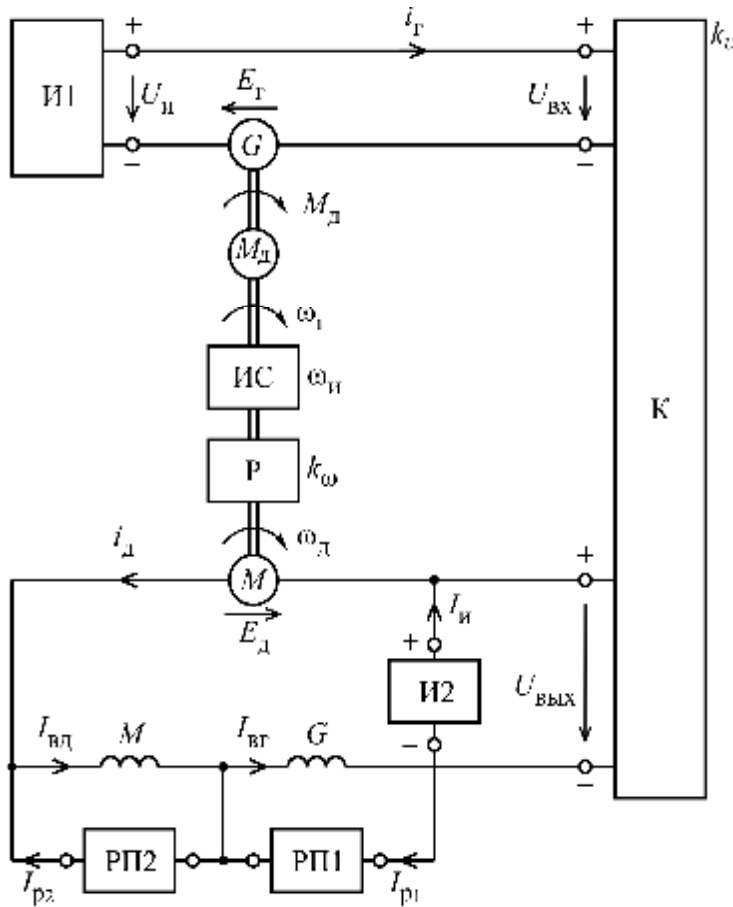 + i_г +
И1 U_и E_г U_вх k_U
− G −
M_д
M_д
ω_г
ИС ω_и
К
Р k_ω
i_д ω_д +
M
E_д I_и
+
И2 U_вых
I_вд M I_вг G −
−
РП2 РП1
I_р2 I_р1